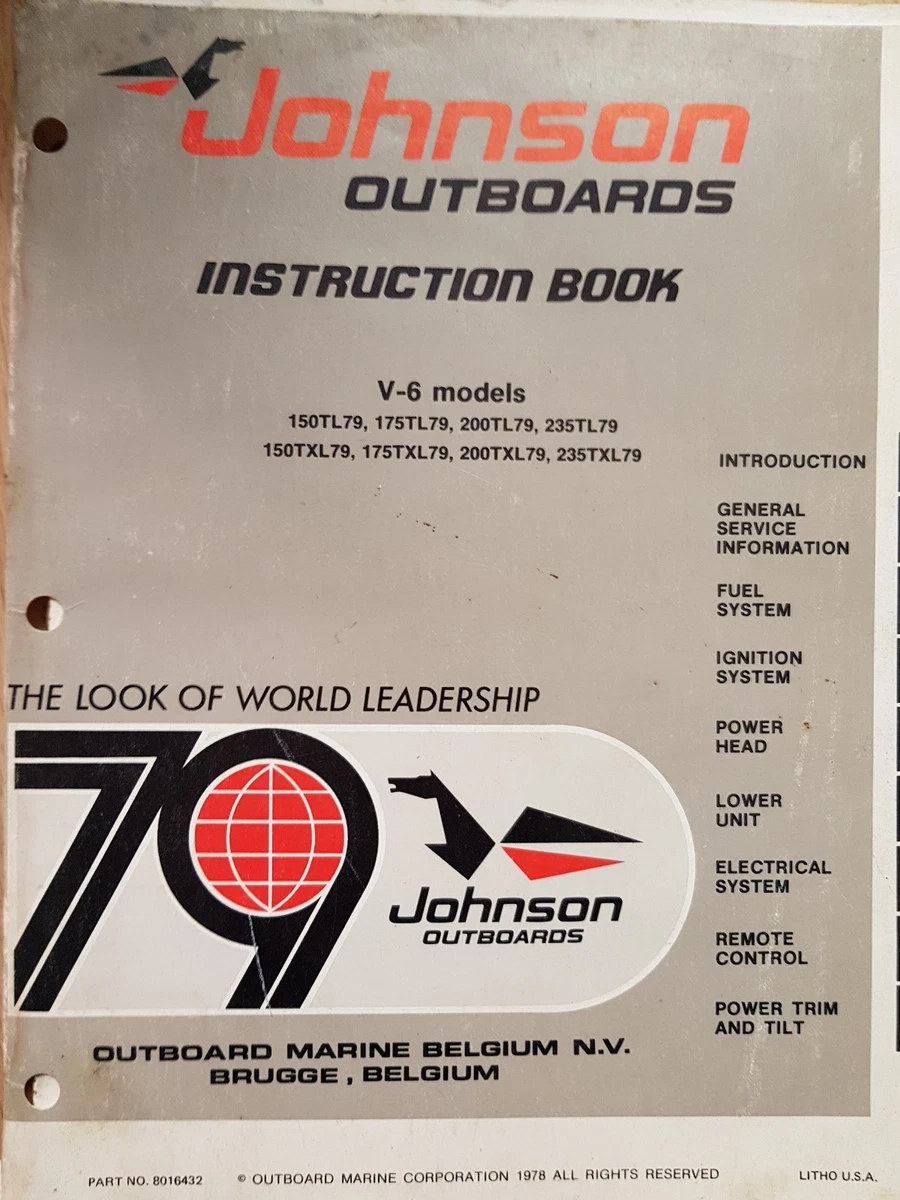 Johnson
OUTBOARDS
INSTRUCTION BOOK
V-6 models
150TL79, 175TL79, 200TL79, 235TL79
150TXL79, 175TXL79, 200TXL79, 235TXL79
INTRODUCTION
GENERAL
SERVICE
INFORMATION
FUEL
SYSTEM
IGNITION
SYSTEM
POWER
HEAD
LOWER
UNIT
ELECTRICAL
SYSTEM
REMOTE
CONTROL
POWER TRIM
AND TILT
THE LOOK OF WORLD LEADERSHIP
79
Johnson
OUTBOARDS
OUTBOARD MARINE BELGIUM N.V.
BRUGGE, BELGIUM
PART NO. 8016432 © OUTBOARD MARINE CORPORATION 1978 ALL RIGHTS RESERVED LITHO U.S.A.